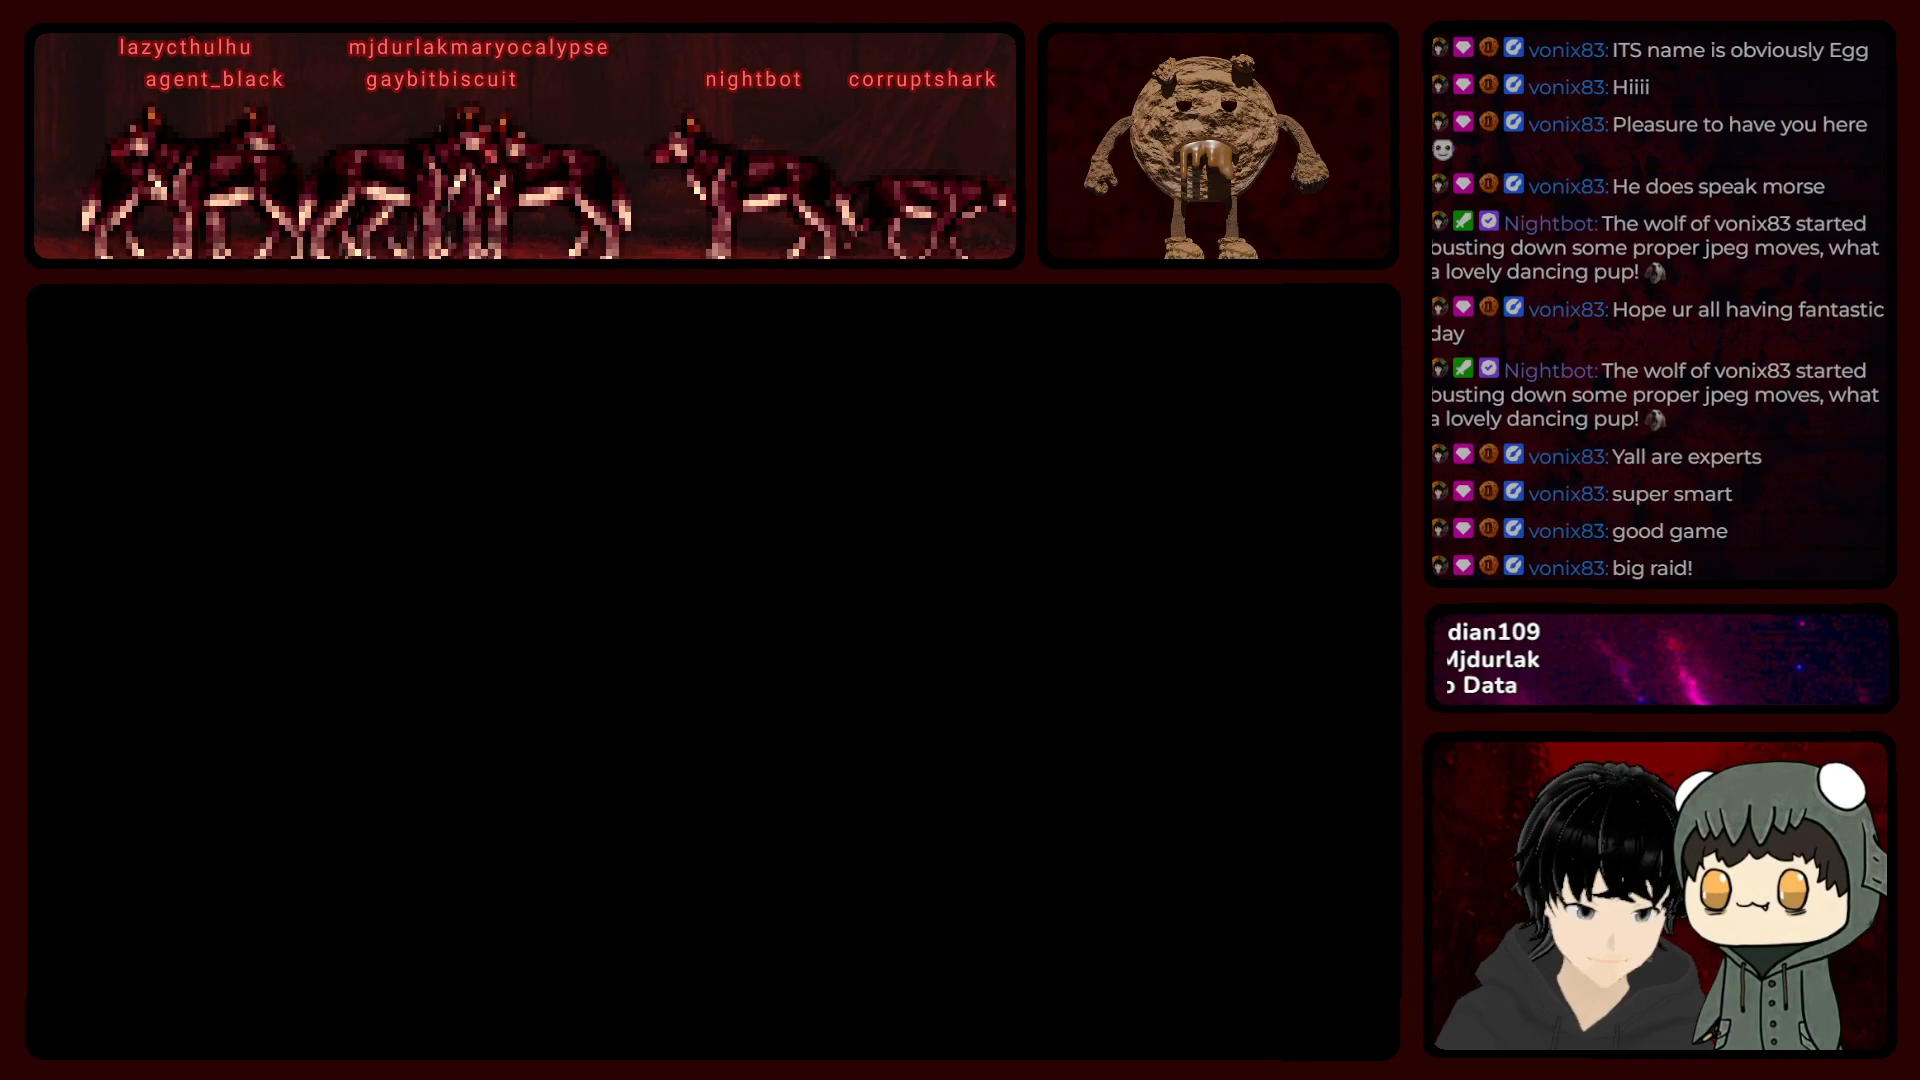 lazycthulhu
mjdurlakmaryocalypse
agent_black
gaybitbiscuit
nightbot
corruptshark
vonix83: ITS name is obviously Egg
vonix83: Hiiii
vonix83: Pleasure to have you here
vonix83: He does speak morse
Nightbot: The wolf of vonix83 started
busting down some proper jpeg moves, what
a lovely dancing pup!
vonix83: Hope ur all having fantastic
day
Nightbot: The wolf of vonix83 started
busting down some proper jpeg moves, what
a lovely dancing pup!
vonix83: Yall are experts
vonix83: super smart
vonix83: good game
vonix83: big raid!
dian109
Mjdurlak
o Data